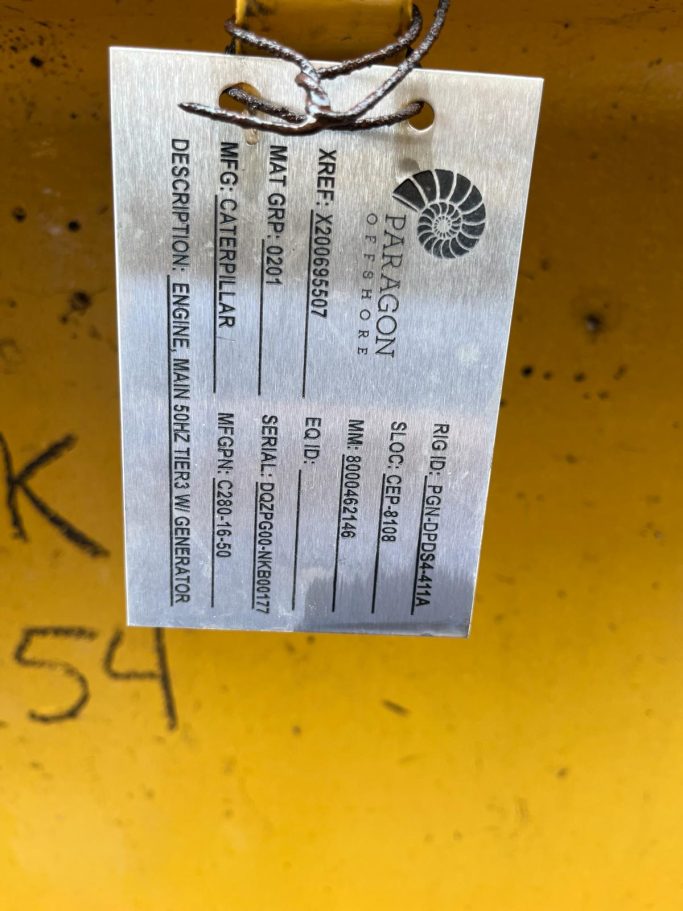 PARAGON
OFFSHORE
RIG ID: PGN-DPDS4-411A
SLOC: CEP-8108
MM: 8000462146
XREF: X200695507
EQ ID:
MAT GRP: 0201
SERIAL: DQZPG00-NKB00177
MFG: CATERPILLAR
MFGPN: C280-16-50
DESCRIPTION: ENGINE, MAIN 50HZ TIER3 W/ GENERATOR
K
54